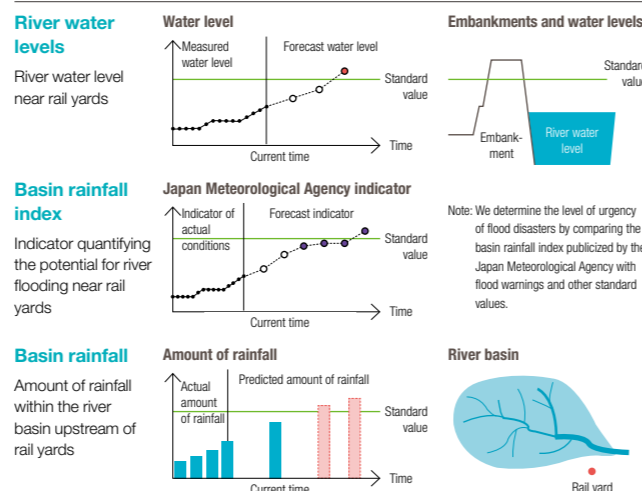 River water
levels
River water level
near rail yards
Water level
Measured
water level
Forecast water level
Standard
value
Time
Current time
Embankments and water levels
Standard
value
Embank-
ment
River water
level
Basin rainfall
index
Indicator quantifying
the potential for river
flooding near rail
yards
Japan Meteorological Agency indicator
Indicator of
actual
conditions
Forecast indicator
Standard
value
Time
Current time
Note: We determine the level of urgency
of flood disasters by comparing the
basin rainfall index publicized by the
Japan Meteorological Agency with
flood warnings and other standard
values.
Basin rainfall
Amount of rainfall
within the river
basin upstream of
rail yards
Amount of rainfall
Actual
amount
of rainfall
Predicted amount of rainfall
Standard
value
Time
Current time
River basin
Rail yard